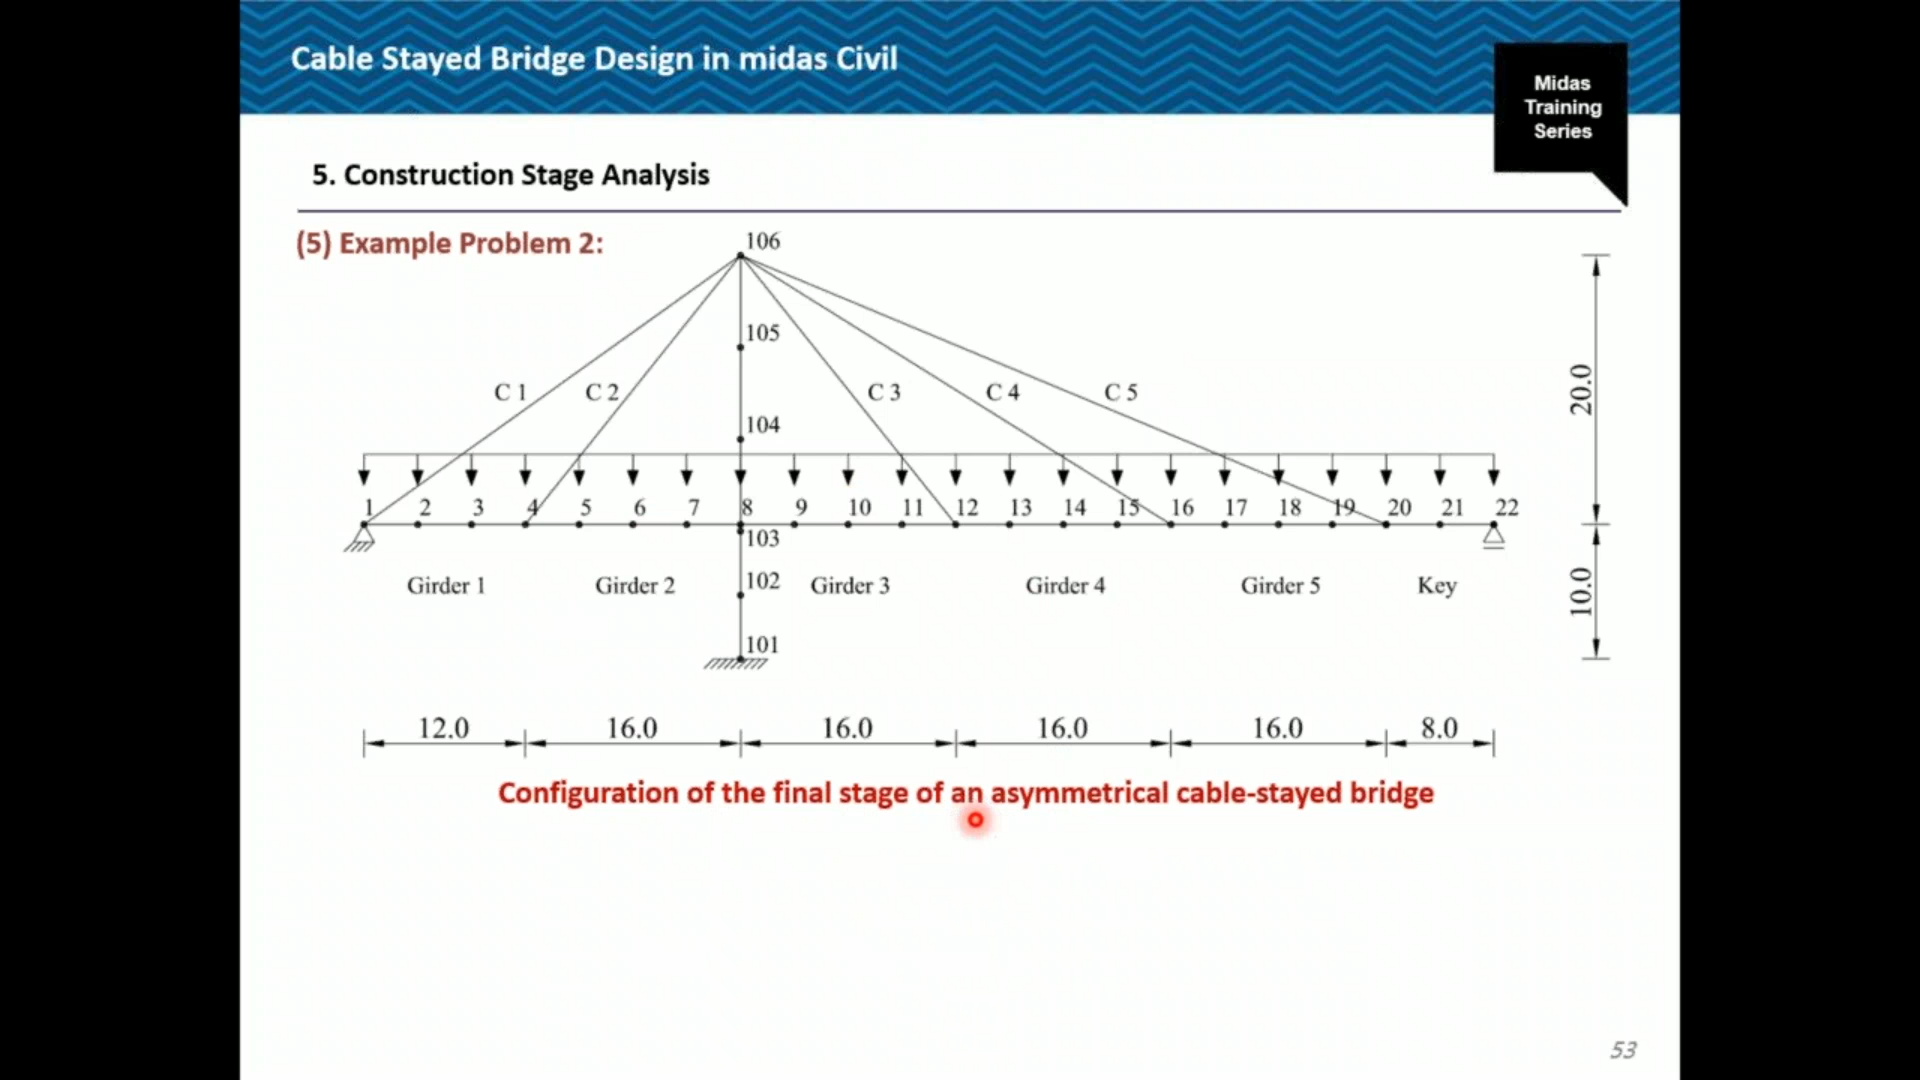 Cable Stayed Bridge Design in midas Civil
Midas
Training
Series
5. Construction Stage Analysis
(5) Example Problem 2:
106
105
C 1
C 2
C 3
C 4
C 5
20.0
104
1 2 3 4 5 6 7 8 9 10 11 12 13 14 15 16 17 18 19 20 21 22
103
Girder 1
Girder 2
102
Girder 3
Girder 4
Girder 5
Key
10.0
101
12.0
16.0
16.0
16.0
16.0
8.0
Configuration of the final stage of an asymmetrical cable-stayed bridge
53